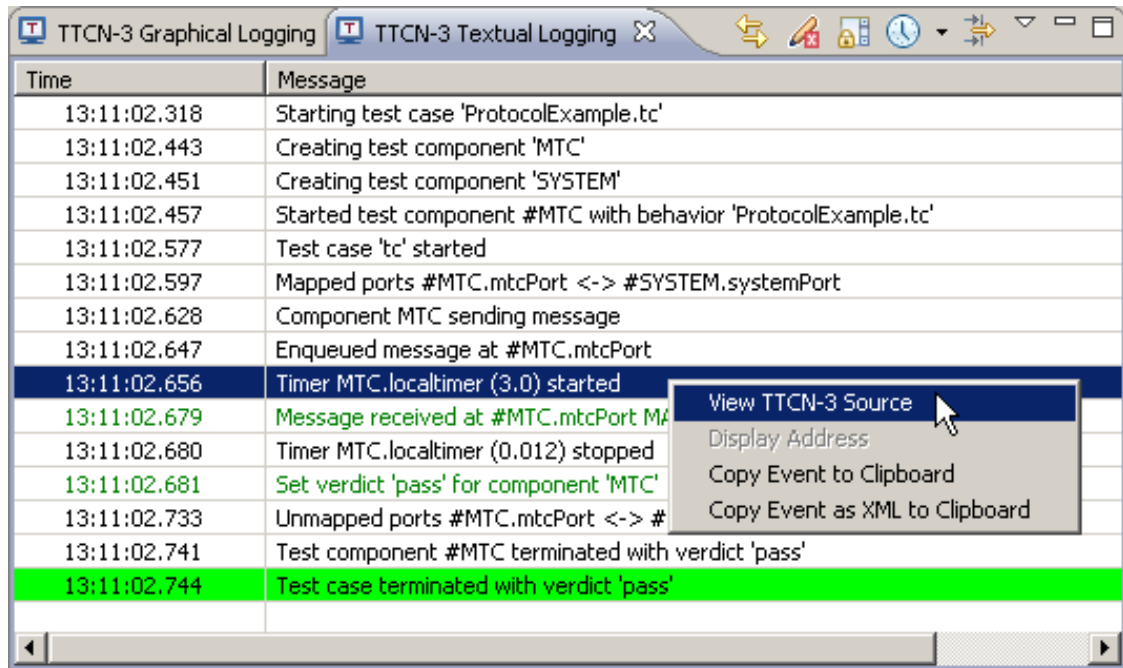 TTCN-3 Graphical Logging TTCN-3 Textual Logging
Time Message
13:11:02.318 Starting test case 'ProtocolExample.tc'
13:11:02.443 Creating test component 'MTC'
13:11:02.451 Creating test component 'SYSTEM'
13:11:02.457 Started test component #MTC with behavior 'ProtocolExample.tc'
13:11:02.577 Test case 'tc' started
13:11:02.597 Mapped ports #MTC.mtcPort <-> #SYSTEM.systemPort
13:11:02.628 Component MTC sending message
13:11:02.647 Enqueued message at #MTC.mtcPort
13:11:02.656 Timer MTC.localtimer (3.0) started
13:11:02.679 Message received at #MTC.mtcPort MA
13:11:02.680 Timer MTC.localtimer (0.012) stopped
13:11:02.681 Set verdict 'pass' for component 'MTC'
13:11:02.733 Unmapped ports #MTC.mtcPort <-> #
13:11:02.741 Test component #MTC terminated with verdict 'pass'
13:11:02.744 Test case terminated with verdict 'pass'
View TTCN-3 Source
Display Address
Copy Event to Clipboard
Copy Event as XML to Clipboard